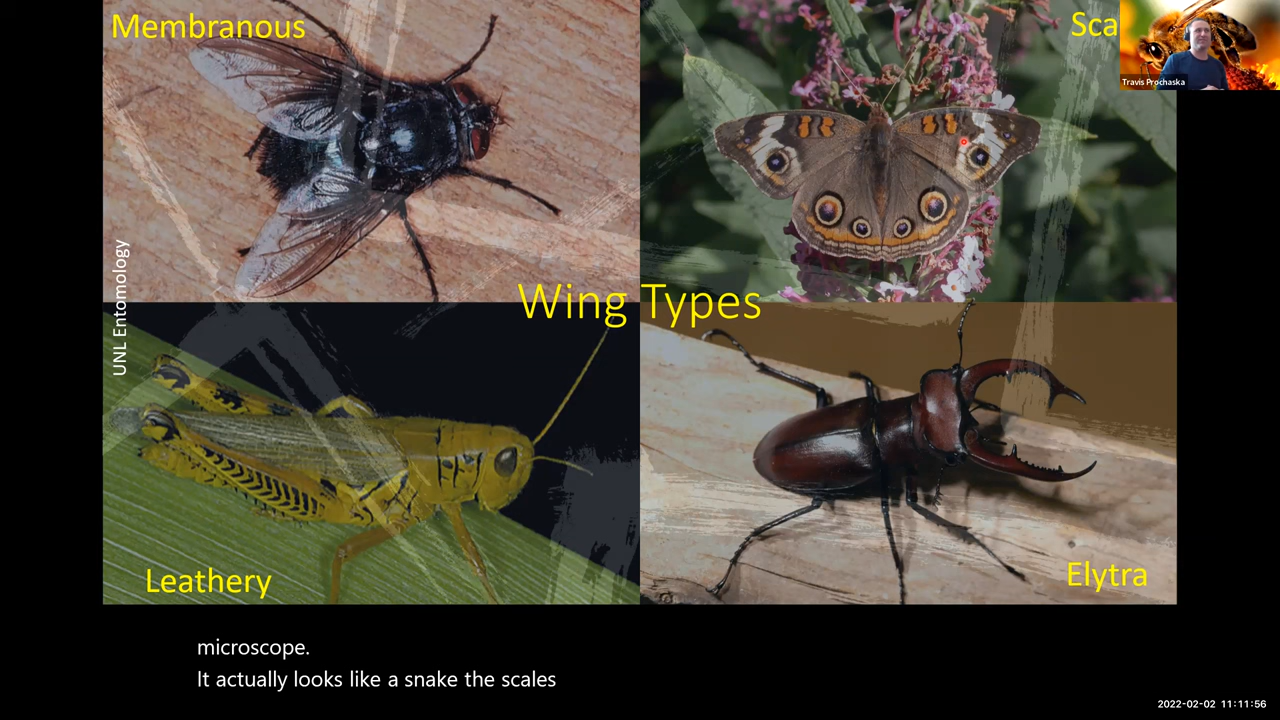 Membranous
Sca
Travis Prochaska
UNL Entomology
Wing Types
Leathery
Elytra
microscope.
It actually looks like a snake the scales
2022-02-02 11:11:56